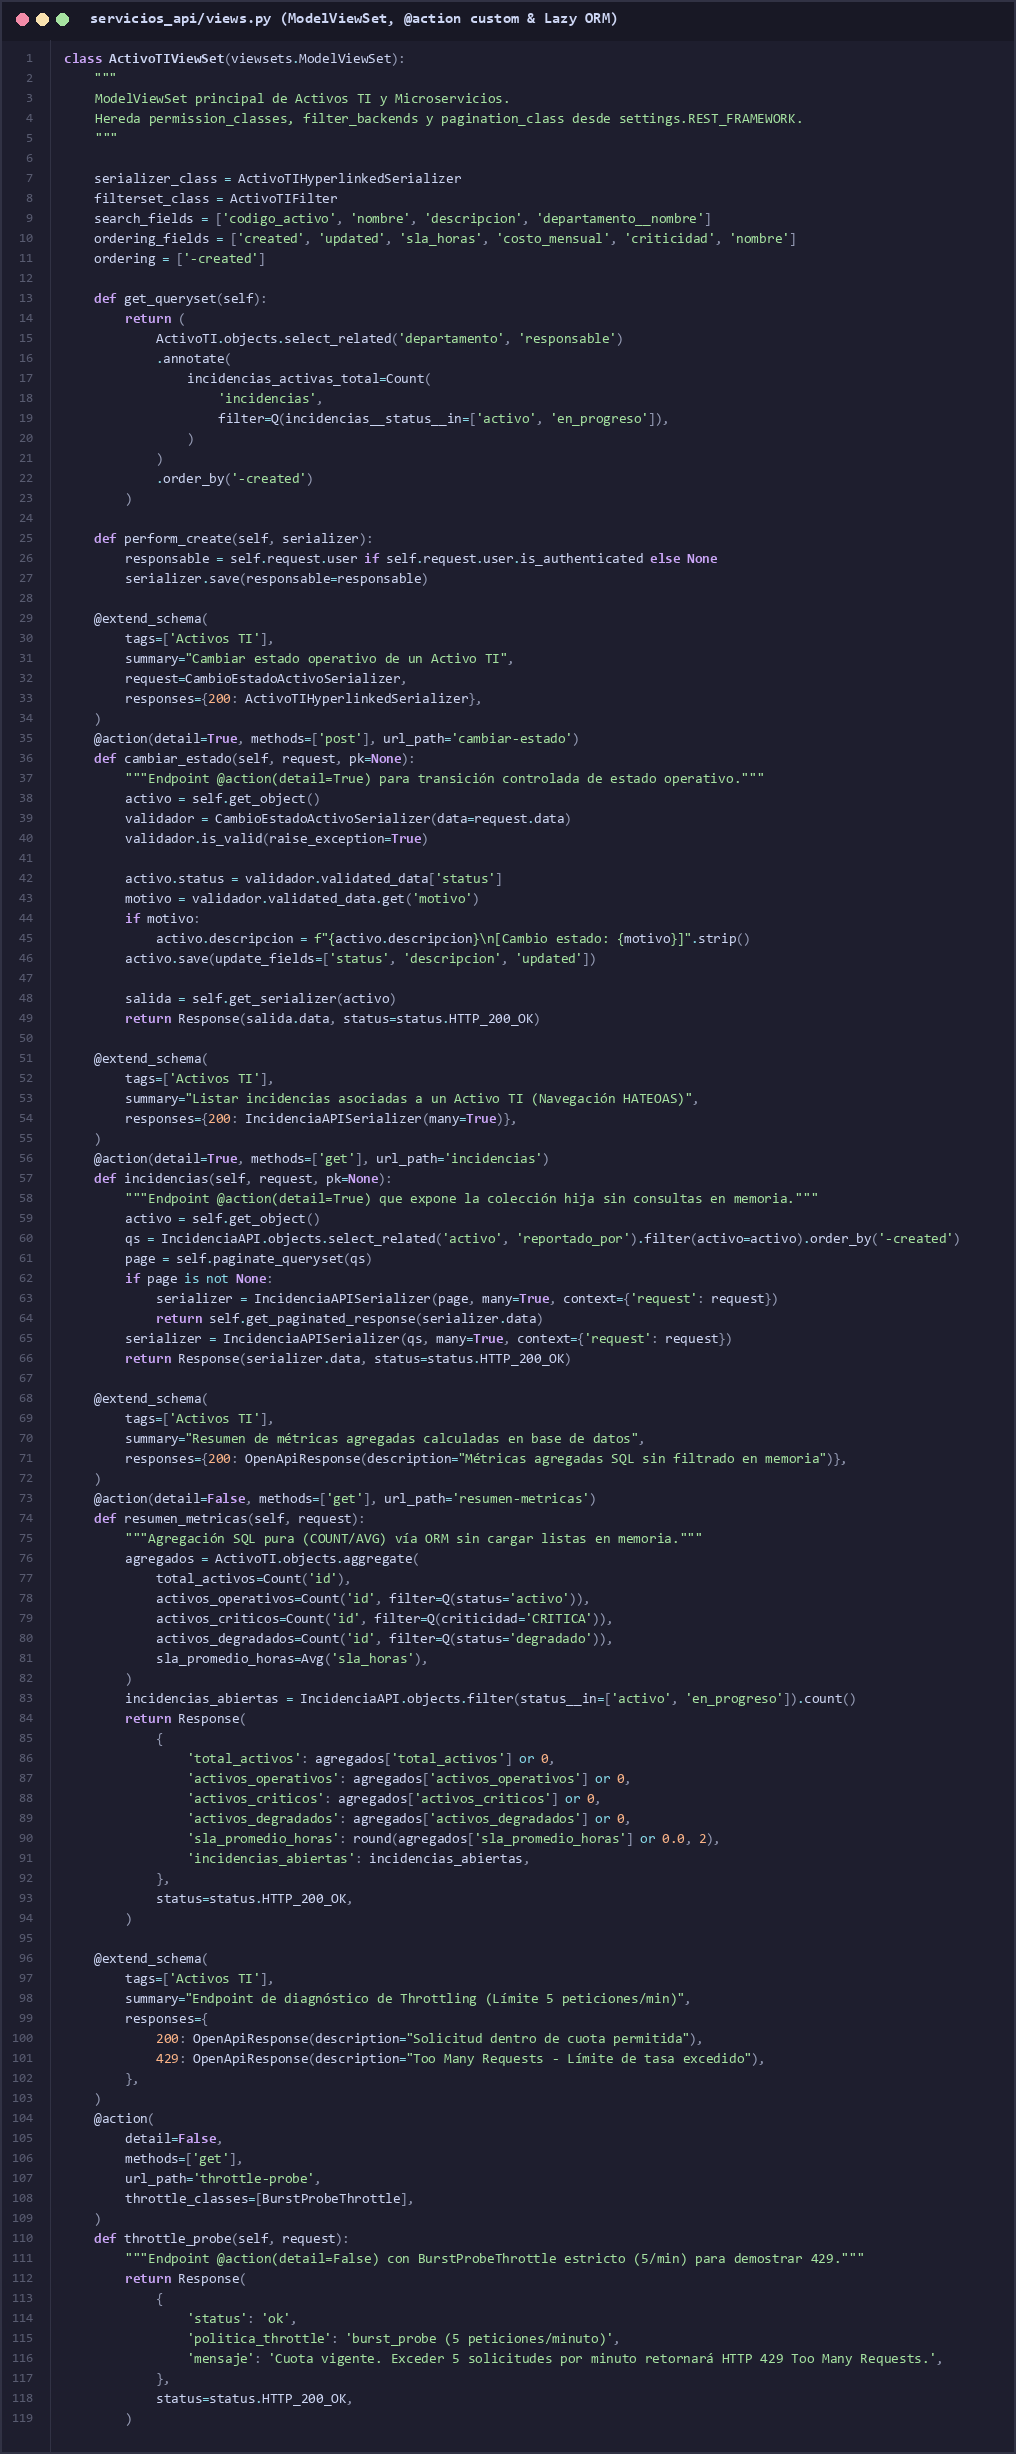 servicios_api/views.py (ModelViewSet, @action custom & Lazy ORM)
1 class ActivoTIViewSet(viewsets.ModelViewSet):
2     """
3     ModelViewSet principal de Activos TI y Microservicios.
4     Hereda permission_classes, filter_backends y pagination_class desde settings.REST_FRAMEWORK.
5     """
6
7     serializer_class = ActivoTIHyperlinkedSerializer
8     filterset_class = ActivoTIFilter
9     search_fields = ['codigo_activo', 'nombre', 'descripcion', 'departamento__nombre']
10     ordering_fields = ['created', 'updated', 'sla_horas', 'costo_mensual', 'criticidad', 'nombre']
11     ordering = ['-created']
12
13     def get_queryset(self):
14         return (
15             ActivoTI.objects.select_related('departamento', 'responsable')
16             .annotate(
17                 incidencias_activas_total=Count(
18                     'incidencias',
19                     filter=Q(incidencias__status__in=['activo', 'en_progreso']),
20                 )
21             )
22             .order_by('-created')
23         )
24
25     def perform_create(self, serializer):
26         responsable = self.request.user if self.request.user.is_authenticated else None
27         serializer.save(responsable=responsable)
28
29     @extend_schema(
30         tags=['Activos TI'],
31         summary="Cambiar estado operativo de un Activo TI",
32         request=CambioEstadoActivoSerializer,
33         responses={200: ActivoTIHyperlinkedSerializer},
34     )
35     @action(detail=True, methods=['post'], url_path='cambiar-estado')
36     def cambiar_estado(self, request, pk=None):
37         """Endpoint @action(detail=True) para transición controlada de estado operativo."""
38         activo = self.get_object()
39         validador = CambioEstadoActivoSerializer(data=request.data)
40         validador.is_valid(raise_exception=True)
41
42         activo.status = validador.validated_data['status']
43         motivo = validador.validated_data.get('motivo')
44         if motivo:
45             activo.descripcion = f"{activo.descripcion}\n[Cambio estado: {motivo}]".strip()
46         activo.save(update_fields=['status', 'descripcion', 'updated'])
47
48         salida = self.get_serializer(activo)
49         return Response(salida.data, status=status.HTTP_200_OK)
50
51     @extend_schema(
52         tags=['Activos TI'],
53         summary="Listar incidencias asociadas a un Activo TI (Navegación HATEOAS)",
54         responses={200: IncidenciaAPISerializer(many=True)},
55     )
56     @action(detail=True, methods=['get'], url_path='incidencias')
57     def incidencias(self, request, pk=None):
58         """Endpoint @action(detail=True) que expone la colección hija sin consultas en memoria."""
59         activo = self.get_object()
60         qs = IncidenciaAPI.objects.select_related('activo', 'reportado_por').filter(activo=activo).order_by('-created')
61         page = self.paginate_queryset(qs)
62         if page is not None:
63             serializer = IncidenciaAPISerializer(page, many=True, context={'request': request})
64             return self.get_paginated_response(serializer.data)
65         serializer = IncidenciaAPISerializer(qs, many=True, context={'request': request})
66         return Response(serializer.data, status=status.HTTP_200_OK)
67
68     @extend_schema(
69         tags=['Activos TI'],
70         summary="Resumen de métricas agregadas calculadas en base de datos",
71         responses={200: OpenApiResponse(description="Métricas agregadas SQL sin filtrado en memoria")},
72     )
73     @action(detail=False, methods=['get'], url_path='resumen-metricas')
74     def resumen_metricas(self, request):
75         """Agregación SQL pura (COUNT/AVG) vía ORM sin cargar listas en memoria."""
76         agregados = ActivoTI.objects.aggregate(
77             total_activos=Count('id'),
78             activos_operativos=Count('id', filter=Q(status='activo')),
79             activos_criticos=Count('id', filter=Q(criticidad='CRITICA')),
80             activos_degradados=Count('id', filter=Q(status='degradado')),
81             sla_promedio_horas=Avg('sla_horas'),
82         )
83         incidencias_abiertas = IncidenciaAPI.objects.filter(status__in=['activo', 'en_progreso']).count()
84         return Response(
85             {
86                 'total_activos': agregados['total_activos'] or 0,
87                 'activos_operativos': agregados['activos_operativos'] or 0,
88                 'activos_criticos': agregados['activos_criticos'] or 0,
89                 'activos_degradados': agregados['activos_degradados'] or 0,
90                 'sla_promedio_horas': round(agregados['sla_promedio_horas'] or 0.0, 2),
91                 'incidencias_abiertas': incidencias_abiertas,
92             },
93             status=status.HTTP_200_OK,
94         )
95
96     @extend_schema(
97         tags=['Activos TI'],
98         summary="Endpoint de diagnóstico de Throttling (Límite 5 peticiones/min)",
99         responses={
100             200: OpenApiResponse(description="Solicitud dentro de cuota permitida"),
101             429: OpenApiResponse(description="Too Many Requests - Límite de tasa excedido"),
102         },
103     )
104     @action(
105         detail=False,
106         methods=['get'],
107         url_path='throttle-probe',
108         throttle_classes=[BurstProbeThrottle],
109     )
110     def throttle_probe(self, request):
111         """Endpoint @action(detail=False) con BurstProbeThrottle estricto (5/min) para demostrar 429."""
112         return Response(
113             {
114                 'status': 'ok',
115                 'politica_throttle': 'burst_probe (5 peticiones/minuto)',
116                 'mensaje': 'Cuota vigente. Exceder 5 solicitudes por minuto retornará HTTP 429 Too Many Requests.',
117             },
118             status=status.HTTP_200_OK,
119         )